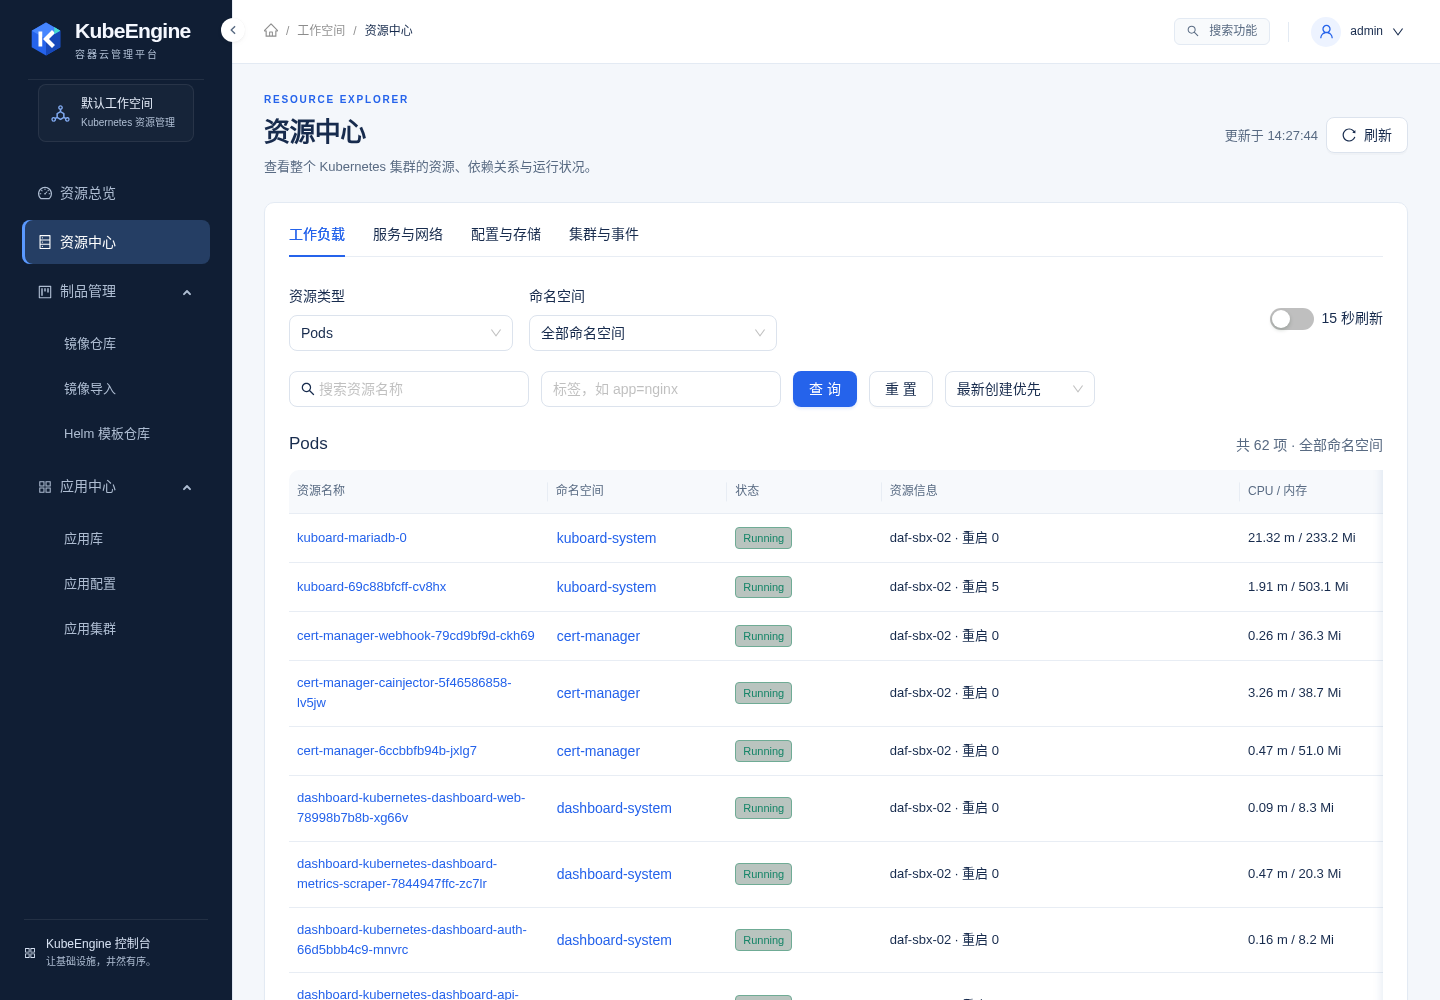 KubeEngine
容器云管理平台
默认工作空间
Kubernetes 资源管理
资源总览
资源中心
制品管理
镜像仓库
镜像导入
Helm 模板仓库
应用中心
应用库
应用配置
应用集群
KubeEngine 控制台
让基础设施，井然有序。
/ 工作空间 / 资源中心
搜索功能
admin
RESOURCE EXPLORER
资源中心
查看整个 Kubernetes 集群的资源、依赖关系与运行状况。
更新于 14:27:44
刷新
工作负载 服务与网络 配置与存储 集群与事件
资源类型 命名空间
Pods 全部命名空间
15 秒刷新
搜索资源名称 标签，如 app=nginx 查 询 重 置 最新创建优先
Pods 共 62 项 · 全部命名空间
资源名称 命名空间 状态 资源信息 CPU / 内存
kuboard-mariadb-0 kuboard-system Running daf-sbx-02 · 重启 0 21.32 m / 233.2 Mi
kuboard-69c88bfcff-cv8hx kuboard-system Running daf-sbx-02 · 重启 5 1.91 m / 503.1 Mi
cert-manager-webhook-79cd9bf9d-ckh69 cert-manager Running daf-sbx-02 · 重启 0 0.26 m / 36.3 Mi
cert-manager-cainjector-5f46586858-
lv5jw
cert-manager Running daf-sbx-02 · 重启 0 3.26 m / 38.7 Mi
cert-manager-6ccbbfb94b-jxlg7 cert-manager Running daf-sbx-02 · 重启 0 0.47 m / 51.0 Mi
dashboard-kubernetes-dashboard-web-
78998b7b8b-xg66v
dashboard-system Running daf-sbx-02 · 重启 0 0.09 m / 8.3 Mi
dashboard-kubernetes-dashboard-
metrics-scraper-7844947ffc-zc7lr
dashboard-system Running daf-sbx-02 · 重启 0 0.47 m / 20.3 Mi
dashboard-kubernetes-dashboard-auth-
66d5bbb4c9-mnvrc
dashboard-system Running daf-sbx-02 · 重启 0 0.16 m / 8.2 Mi
dashboard-kubernetes-dashboard-api-